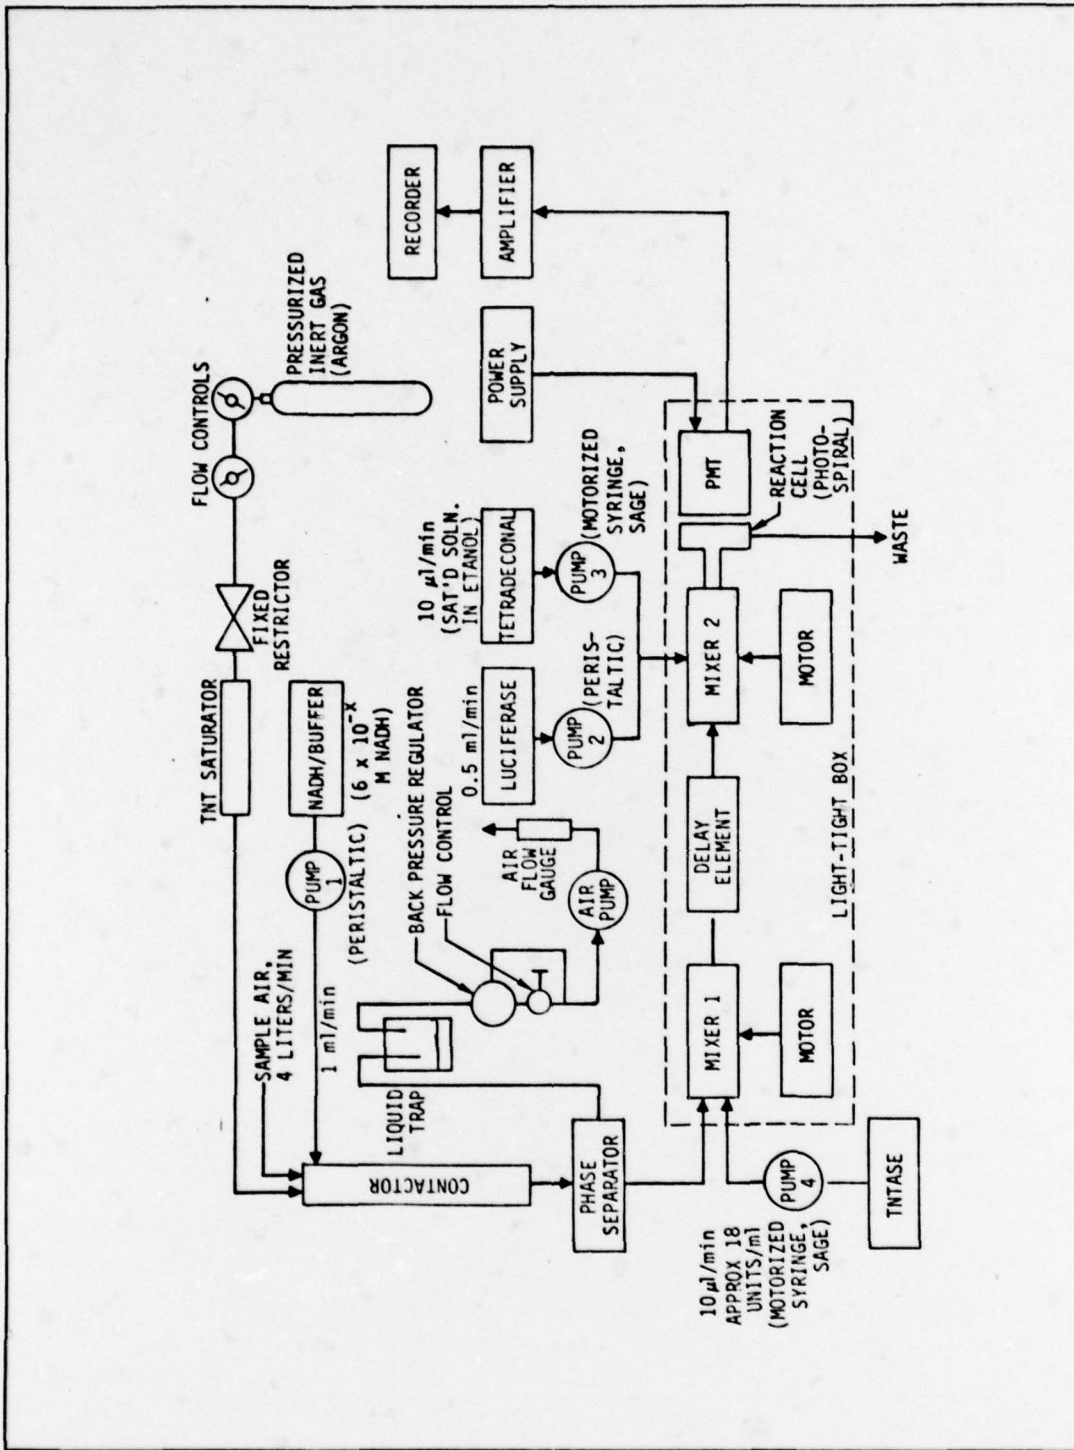 FLOW CONTROLS
PRESSURIZED
INERT GAS
(ARGON)
FIXED
RESTRICTOR
TNT SATURATOR
SAMPLE AIR,
4 LITERS/MIN
NADH/BUFFER
(6 x 10-X
M NADH)
PUMP
1
(PERISTALTIC)
1 ml/min
CONTACTOR
LIQUID
TRAP
BACK PRESSURE REGULATOR
FLOW CONTROL
AIR
FLOW
GAUGE
AIR
PUMP
PHASE
SEPARATOR
0.5 ml/min
LUCIFERASE
PUMP
2
(PERIS-
TALTIC)
10 μl/min
(SAT'D SOLN.
IN ETANOL)
TETRADECONAL
PUMP
3
(MOTORIZED
SYRINGE,
SAGE)
POWER
SUPPLY
RECORDER
AMPLIFIER
MIXER 1
MOTOR
DELAY
ELEMENT
MIXER 2
MOTOR
PMT
REACTION
CELL
(PHOTO-
SPIRAL)
WASTE
LIGHT-TIGHT BOX
10μl/min
APPROX 18
UNITS/ml
(MOTORIZED
SYRINGE,
SAGE)
PUMP
4
TNTASE